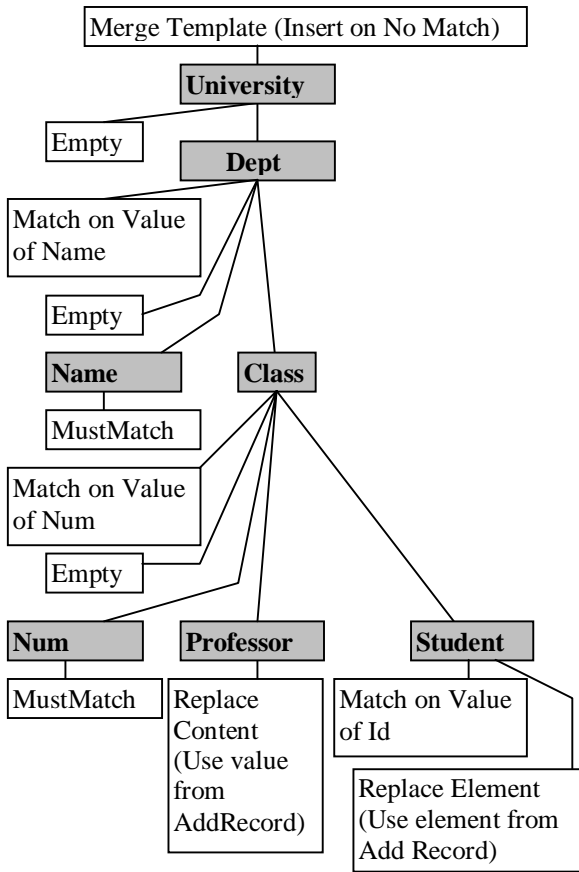 Merge Template (Insert on No Match)
University
Empty
Dept
Match on Value
of Name
Empty
Name
Class
MustMatch
Match on Value
of Num
Empty
Num
Professor
Student
MustMatch
Replace
Content
(Use value
from
AddRecord)
Match on Value
of Id
Replace Element
(Use element from
Add Record)